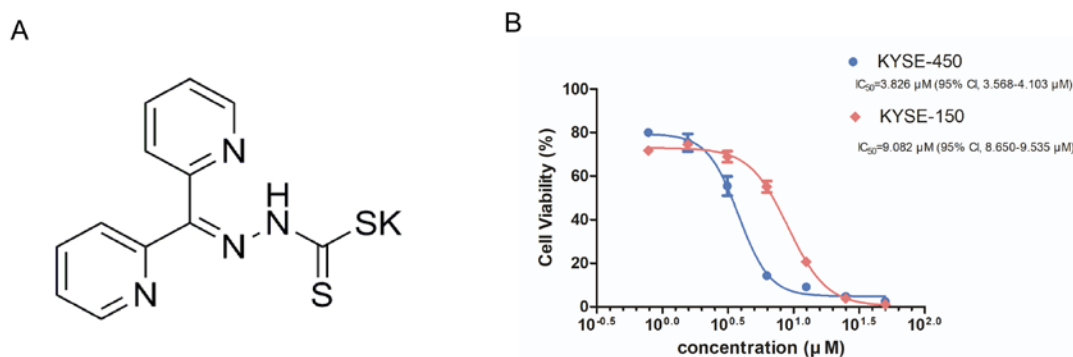 A
N
N
N
H
N
SK
S
B
KYSE-450
IC₅₀=3.826 µM (95% CI, 3.568-4.103 µM)
KYSE-150
IC₅₀=9.082 µM (95% CI, 8.650-9.535 µM)
Cell Viability (%)
100
80
60
40
20
0
10⁻⁰·⁵ 10⁰·⁰ 10⁰·⁵ 10¹·⁰ 10¹·⁵ 10²·⁰
concentration (µM)